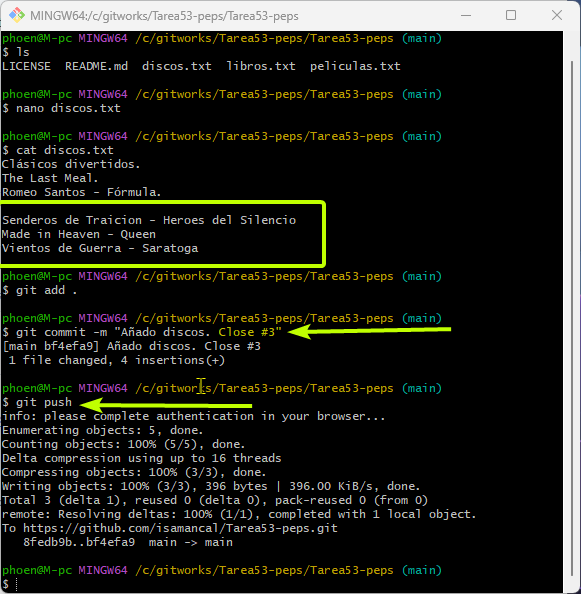 MINGW64:/c/gitworks/Tarea53-peps/Tarea53-peps
phoen@M-pc MINGW64 /c/gitworks/Tarea53-peps/Tarea53-peps (main)
$ ls
LICENSE  README.md  discos.txt  libros.txt  peliculas.txt
phoen@M-pc MINGW64 /c/gitworks/Tarea53-peps/Tarea53-peps (main)
$ nano discos.txt
phoen@M-pc MINGW64 /c/gitworks/Tarea53-peps/Tarea53-peps (main)
$ cat discos.txt
Clásicos divertidos.
The Last Meal.
Romeo Santos - Fórmula.
Senderos de Traicion - Heroes del Silencio
Made in Heaven - Queen
Vientos de Guerra - Saratoga
phoen@M-pc MINGW64 /c/gitworks/Tarea53-peps/Tarea53-peps (main)
$ git add .
phoen@M-pc MINGW64 /c/gitworks/Tarea53-peps/Tarea53-peps (main)
$ git commit -m "Añado discos. Close #3"
[main bf4efa9] Añado discos. Close #3
 1 file changed, 4 insertions(+)
phoen@M-pc MINGW64 /c/gitworks/Tarea53-peps/Tarea53-peps (main)
$ git push
info: please complete authentication in your browser...
Enumerating objects: 5, done.
Counting objects: 100% (5/5), done.
Delta compression using up to 16 threads
Compressing objects: 100% (3/3), done.
Writing objects: 100% (3/3), 396 bytes | 396.00 KiB/s, done.
Total 3 (delta 1), reused 0 (delta 0), pack-reused 0 (from 0)
remote: Resolving deltas: 100% (1/1), completed with 1 local object.
To https://github.com/isamancal/Tarea53-peps.git
   8fedb9b..bf4efa9  main -> main
phoen@M-pc MINGW64 /c/gitworks/Tarea53-peps/Tarea53-peps (main)
$